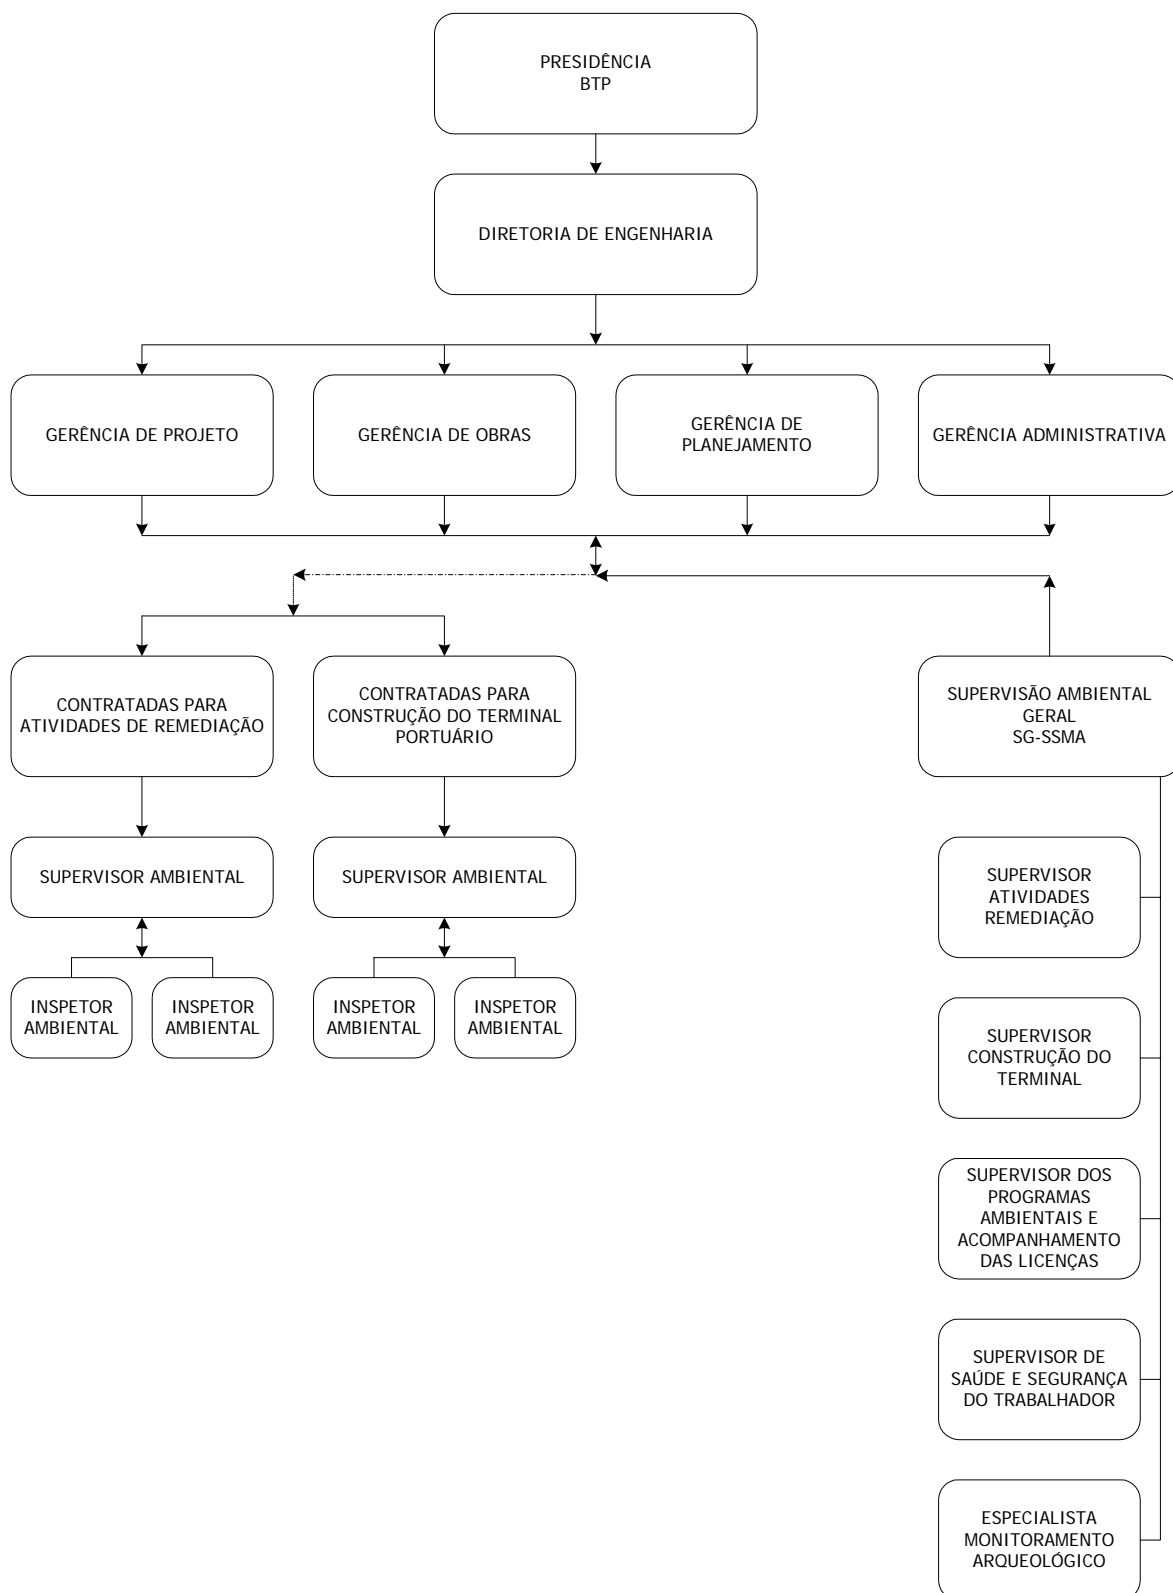 PRESIDÊNCIA
BTP
DIRETORIA DE ENGENHARIA
GERÊNCIA DE PROJETO
GERÊNCIA DE OBRAS
GERÊNCIA DE
PLANEJAMENTO
GERÊNCIA ADMINISTRATIVA
CONTRATADAS PARA
ATIVIDADES DE REMEDIAÇÃO
CONTRATADAS PARA
CONSTRUÇÃO DO TERMINAL
PORTUÁRIO
SUPERVISÃO AMBIENTAL
GERAL
SG-SSMA
SUPERVISOR AMBIENTAL
SUPERVISOR AMBIENTAL
INSPETOR
AMBIENTAL
INSPETOR
AMBIENTAL
INSPETOR
AMBIENTAL
INSPETOR
AMBIENTAL
SUPERVISOR
ATIVIDADES
REMEDIAÇÃO
SUPERVISOR
CONSTRUÇÃO DO
TERMINAL
SUPERVISOR DOS
PROGRAMAS
AMBIENTAIS E
ACOMPANHAMENTO
DAS LICENÇAS
SUPERVISOR DE
SAÚDE E SEGURANÇA
DO TRABALHADOR
ESPECIALISTA
MONITORAMENTO
ARQUEOLÓGICO